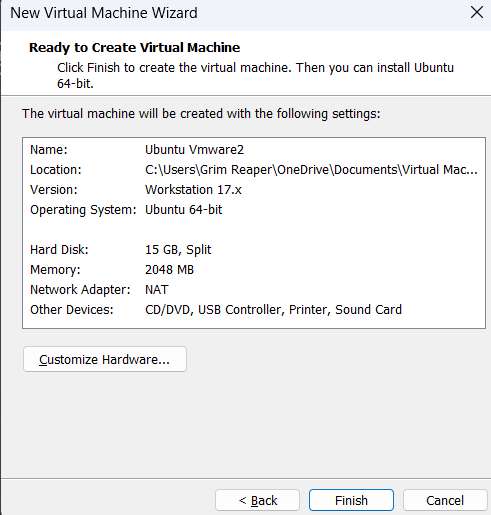 New Virtual Machine Wizard
Ready to Create Virtual Machine
Click Finish to create the virtual machine. Then you can install Ubuntu
64-bit.
The virtual machine will be created with the following settings:
Name: Ubuntu Vmware2
Location: C:\Users\Grim Reaper\OneDrive\Documents\Virtual Mac...
Version: Workstation 17.x
Operating System: Ubuntu 64-bit
Hard Disk: 15 GB, Split
Memory: 2048 MB
Network Adapter: NAT
Other Devices: CD/DVD, USB Controller, Printer, Sound Card
Customize Hardware...
< Back Finish Cancel